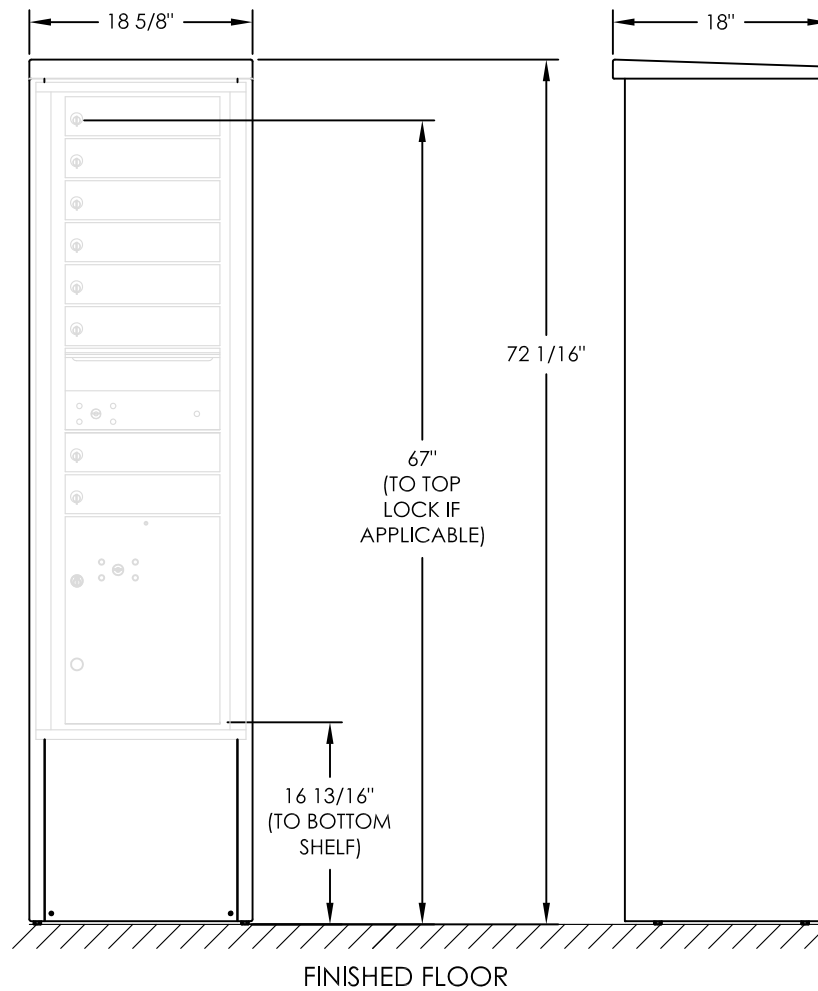 18 5/8"
18"
72 1/16"
67"
(TO TOP
LOCK IF
APPLICABLE)
16 13/16"
(TO BOTTOM
SHELF)
FINISHED FLOOR